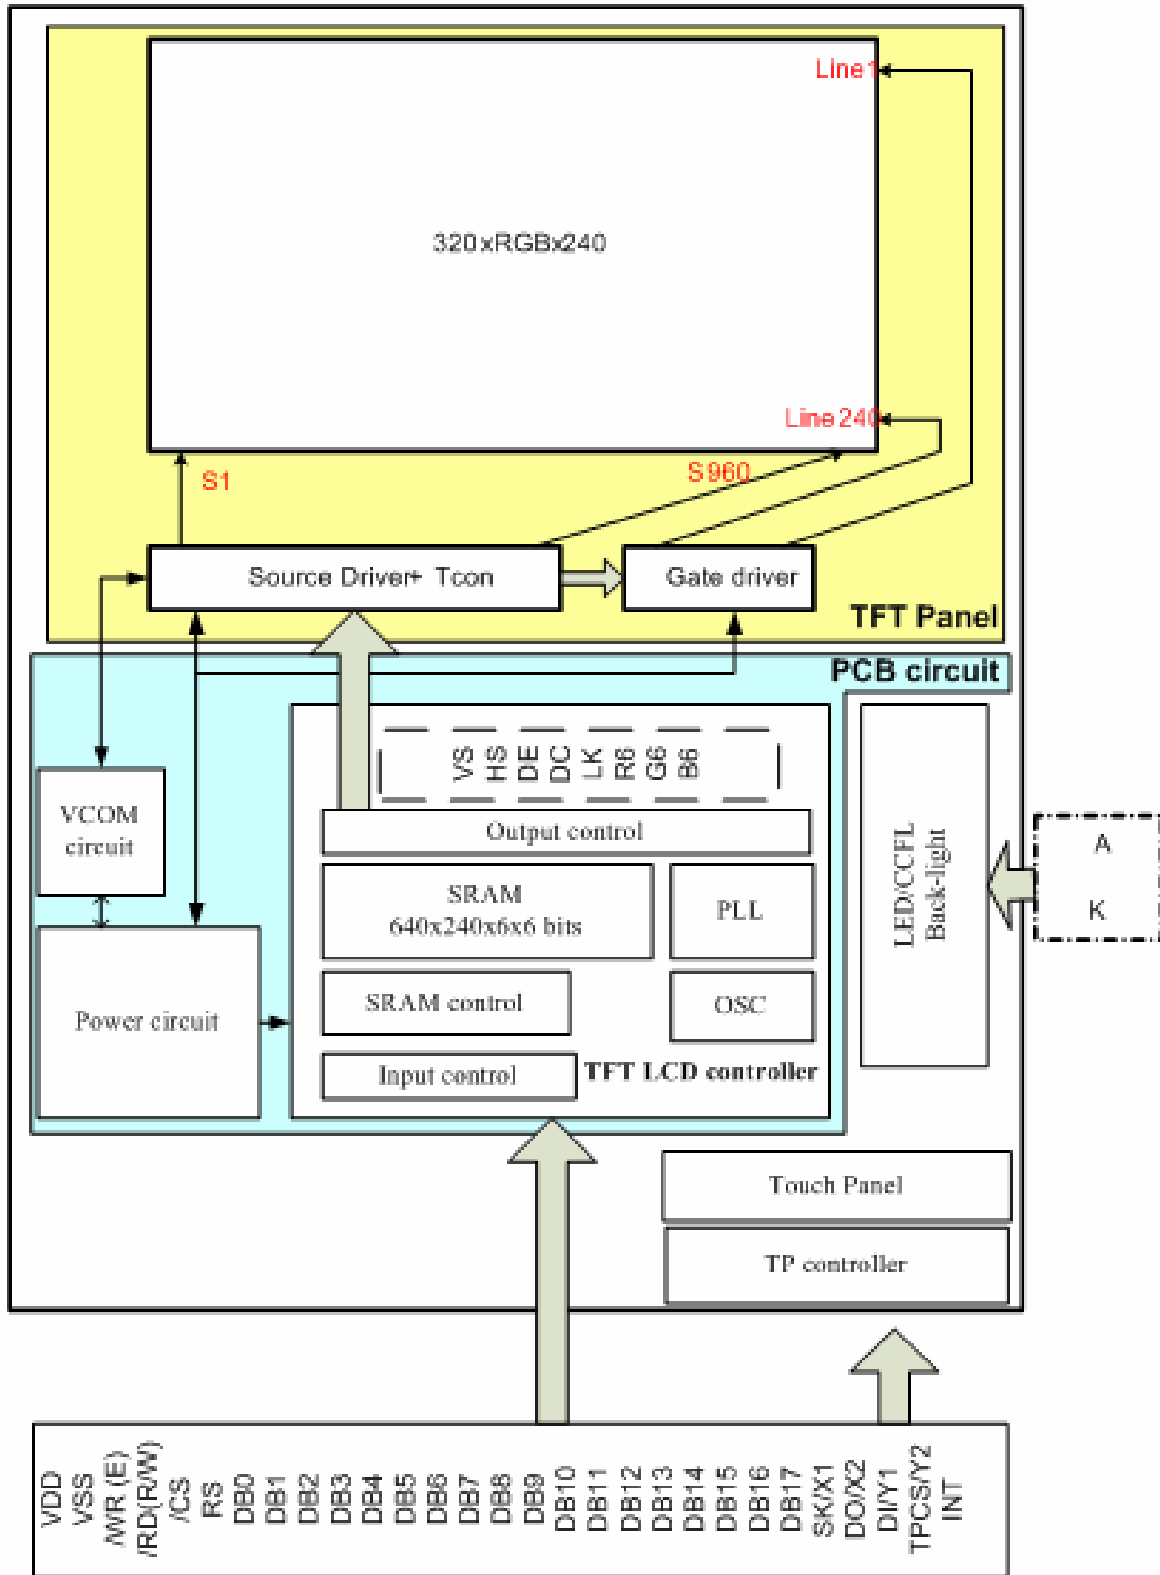 Line1
320xRGBx240
Line240
S1
S960
Source Driver+ Tcon
Gate driver
TFT Panel
PCB circuit
VS
HS
DE
DC
LK
R6
G6
B6
VCOM
circuit
Output control
SRAM
640x240x6x6 bits
PLL
LED/CCFL
Back-light
A
K
Power circuit
SRAM control
OSC
Input control
TFT LCD controller
Touch Panel
TP controller
VDD
VSS
/WR (E)
/RD(R/W)
/CS
RS
DB0
DB1
DB2
DB3
DB4
DB5
DB6
DB7
DB8
DB9
DB10
DB11
DB12
DB13
DB14
DB15
DB16
DB17
SK/X1
DO/X2
DI/Y1
TPCS/Y2
INT